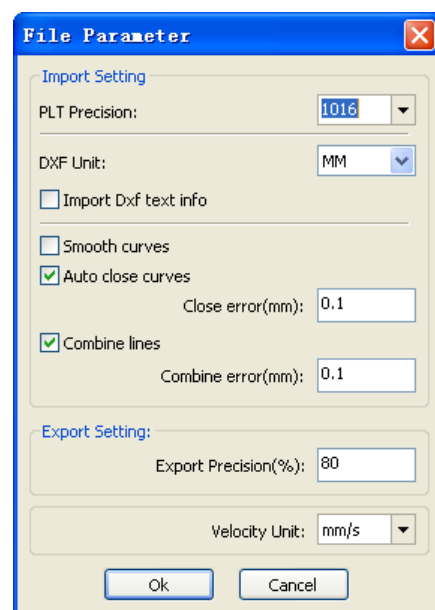 File Parameter
Import Setting
PLT Precision: 1016
DXF Unit: MM
Import Dxf text info
Smooth curves
Auto close curves
Close error(mm): 0.1
Combine lines
Combine error(mm): 0.1
Export Setting:
Export Precision(%): 80
Velocity Unit: mm/s
Ok Cancel